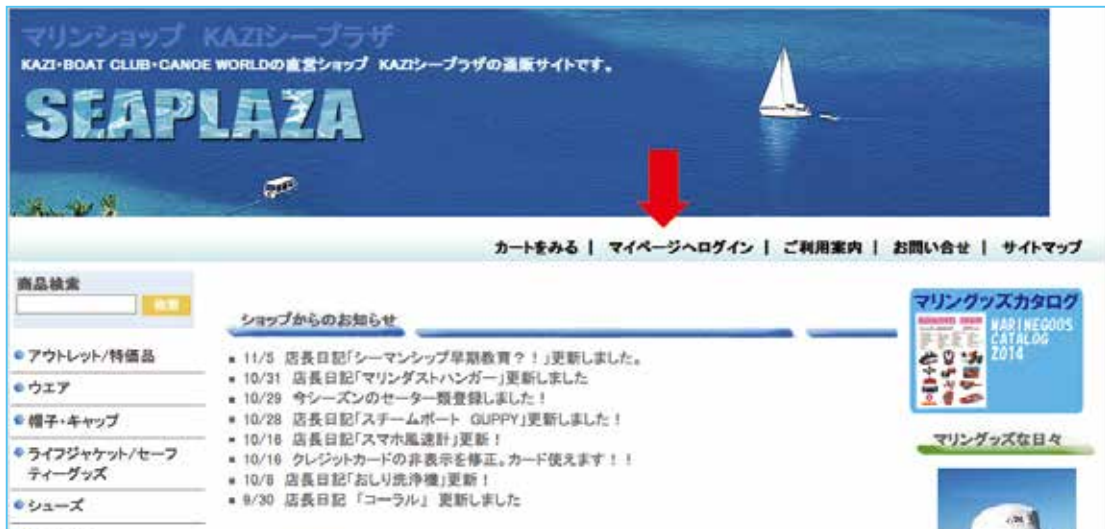 マリンショップ KAZIシープラザ
KAZI・BOAT CLUB・CANOE WORLDの直営ショップ KAZIシープラザの通販サイトです。
SEAPLAZA
カートをみる | マイページへログイン | ご利用案内 | お問い合せ | サイトマップ
商品検索
検索
ショップからのお知らせ
11/5 店長日記「シーマンシップ早期教育?!」更新しました。
10/31 店長日記「マリンダストハンガー」更新しました
10/29 今シーズンのセーター類登録しました!
10/28 店長日記「スチームボート GUPPY」更新しました!
10/16 店長日記「スマホ風速計」更新!
10/16 クレジットカードの非表示を修正。カード使えます!!
10/8 店長日記「おしり洗浄機」更新!
9/30 店長日記 「コーラル」 更新しました
アウトレット/特価品
ウエア
帽子・キャップ
ライフジャケット/セーフ
ティーグッズ
シューズ
マリングッズカタログ
MARINEGOOS
CATALOG
2014
マリングッズな日々